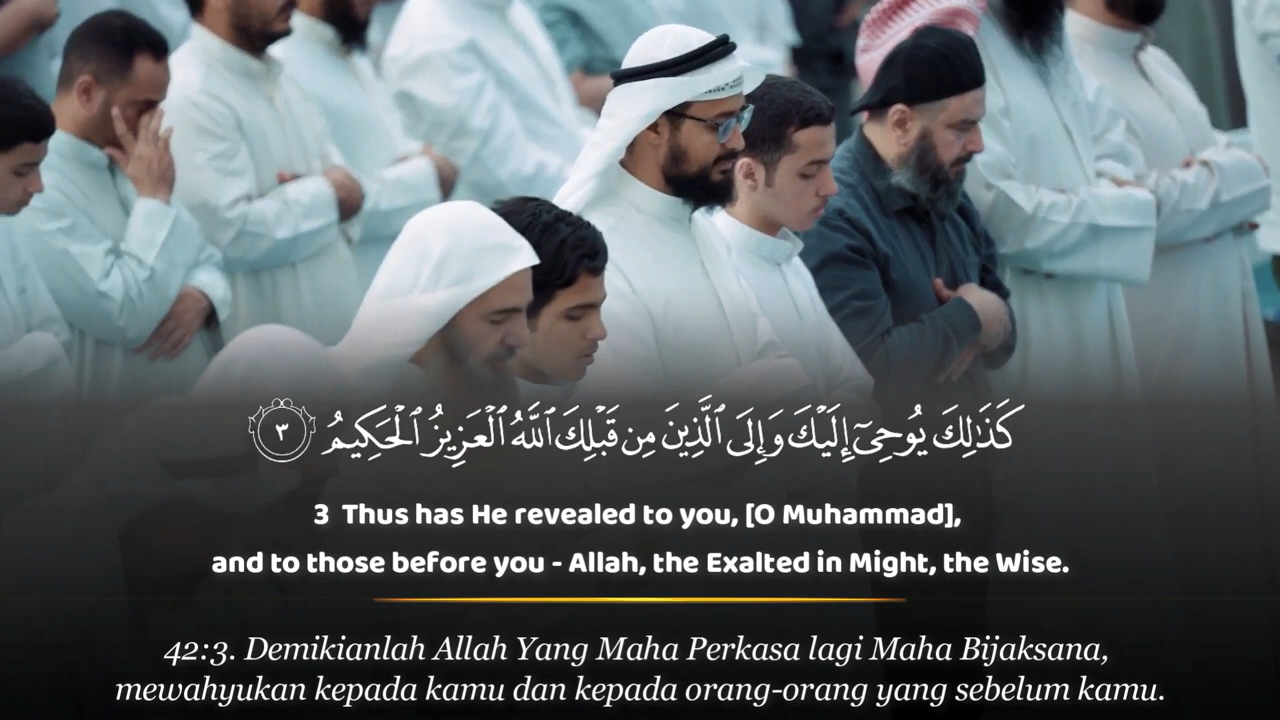 كَذَٰلِكَ يُوحِىٓ إِلَيْكَ وَإِلَى ٱلَّذِينَ مِن قَبْلِكَ ٱللَّهُ ٱلْعَزِيزُ ٱلْحَكِيمُ ٣
3 Thus has He revealed to you, [O Muhammad],
and to those before you - Allah, the Exalted in Might, the Wise.
42:3. Demikianlah Allah Yang Maha Perkasa lagi Maha Bijaksana,
mewahyukan kepada kamu dan kepada orang-orang yang sebelum kamu.